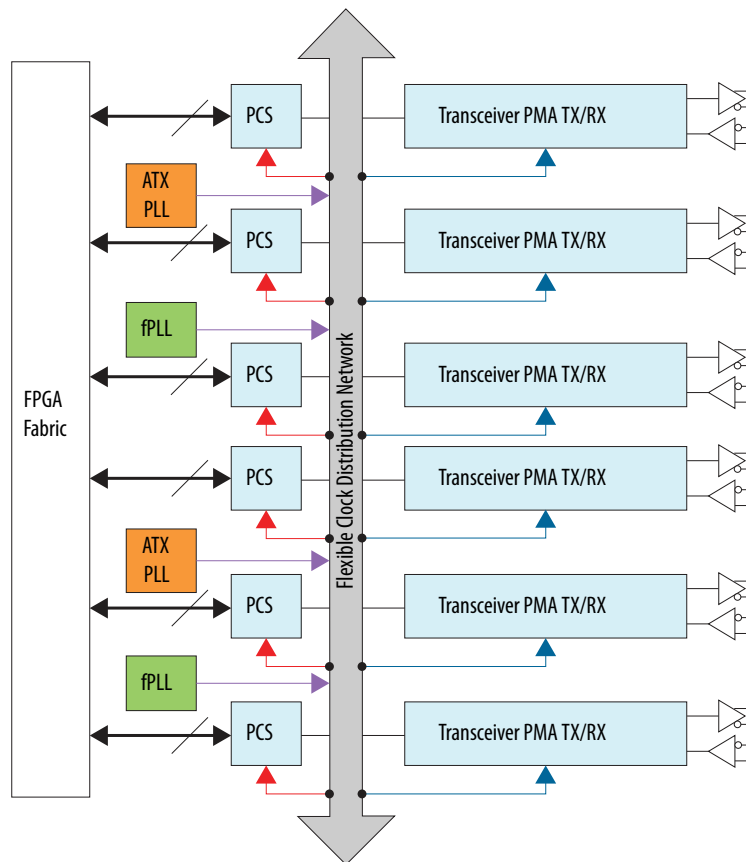 PCS
Transceiver PMA TX/RX
ATX
PLL
PCS
Transceiver PMA TX/RX
fPLL
PCS
Transceiver PMA TX/RX
FPGA
Fabric
Flexible Clock Distribution Network
PCS
Transceiver PMA TX/RX
ATX
PLL
PCS
Transceiver PMA TX/RX
fPLL
PCS
Transceiver PMA TX/RX